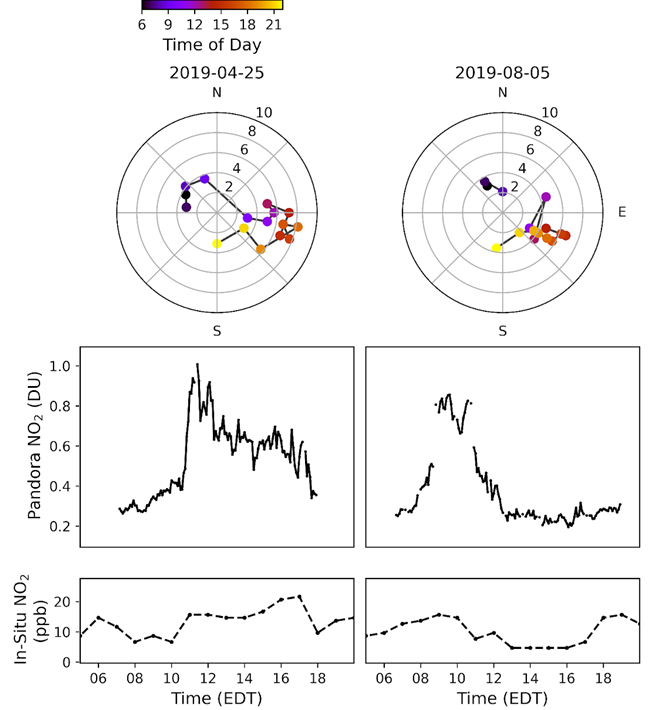 6 9 12 15 18 21
Time of Day
2019-04-25 2019-08-05
N N
10 10
8 8
6 6
4 4
2 2
E
S S
Pandora NO₂ (DU)
1.0
0.8
0.6
0.4
0.2
In-Situ NO₂
(ppb)
20
10
0
06 08 10 12 14 16 18 06 08 10 12 14 16 18
Time (EDT) Time (EDT)